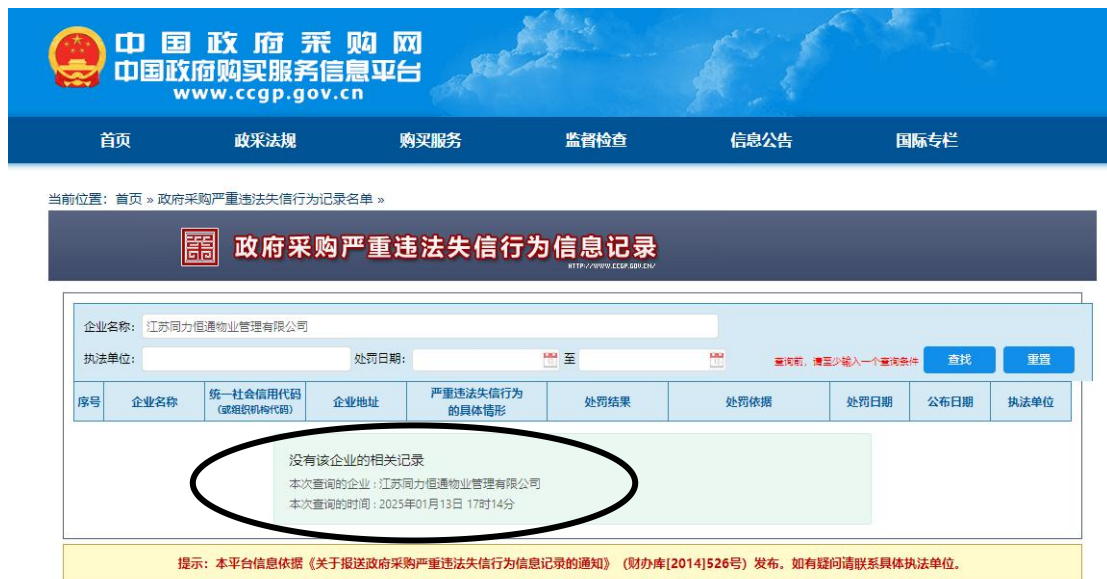 中国政府采购网
中国政府购买服务信息平台
www.ccgp.gov.cn
首页 政采法规 购买服务 监督检查 信息公告 国际专栏
当前位置：首页 » 政府采购严重违法失信行为记录名单 »
政府采购严重违法失信行为信息记录
HTTP://WWW.CCGP.GOV.CN/
企业名称： 江苏同力恒通物业管理有限公司
执法单位： 处罚日期： 至 查询前，请至少输入一个查询条件 查找 重置
序号 企业名称 统一社会信用代码（或组织机构代码） 企业地址 严重违法失信行为的具体情形 处罚结果 处罚依据 处罚日期 公布日期 执法单位
没有该企业的相关记录
本次查询的企业：江苏同力恒通物业管理有限公司
本次查询的时间：2025年01月13日 17时14分
提示：本平台信息依据《关于报送政府采购严重违法失信行为信息记录的通知》（财办库[2014]526号）发布。如有疑问请联系具体执法单位。